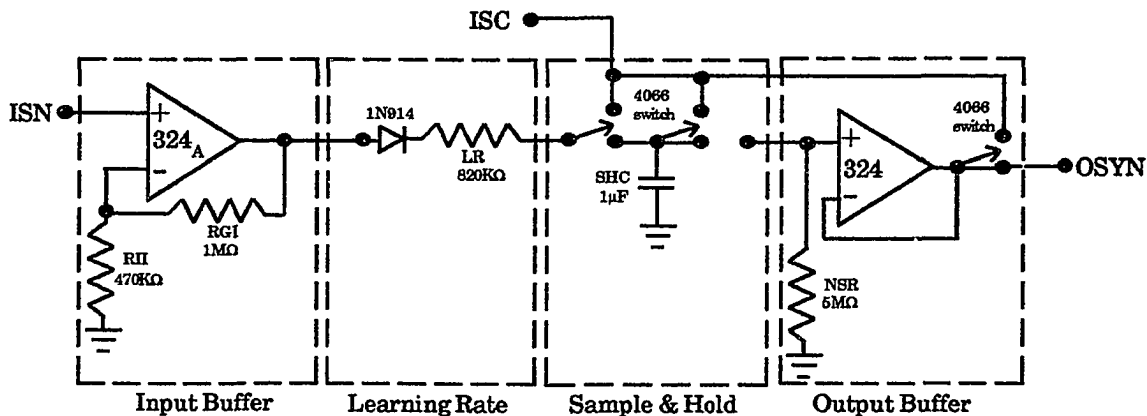 ISC
ISN
+
324A
-
RGI
1MΩ
RII
470KΩ
1N914
LR
820KΩ
4066
switch
SHC
1µF
+
324
-
4066
switch
OSYN
NSR
5MΩ
Input Buffer
Learning Rate
Sample & Hold
Output Buffer